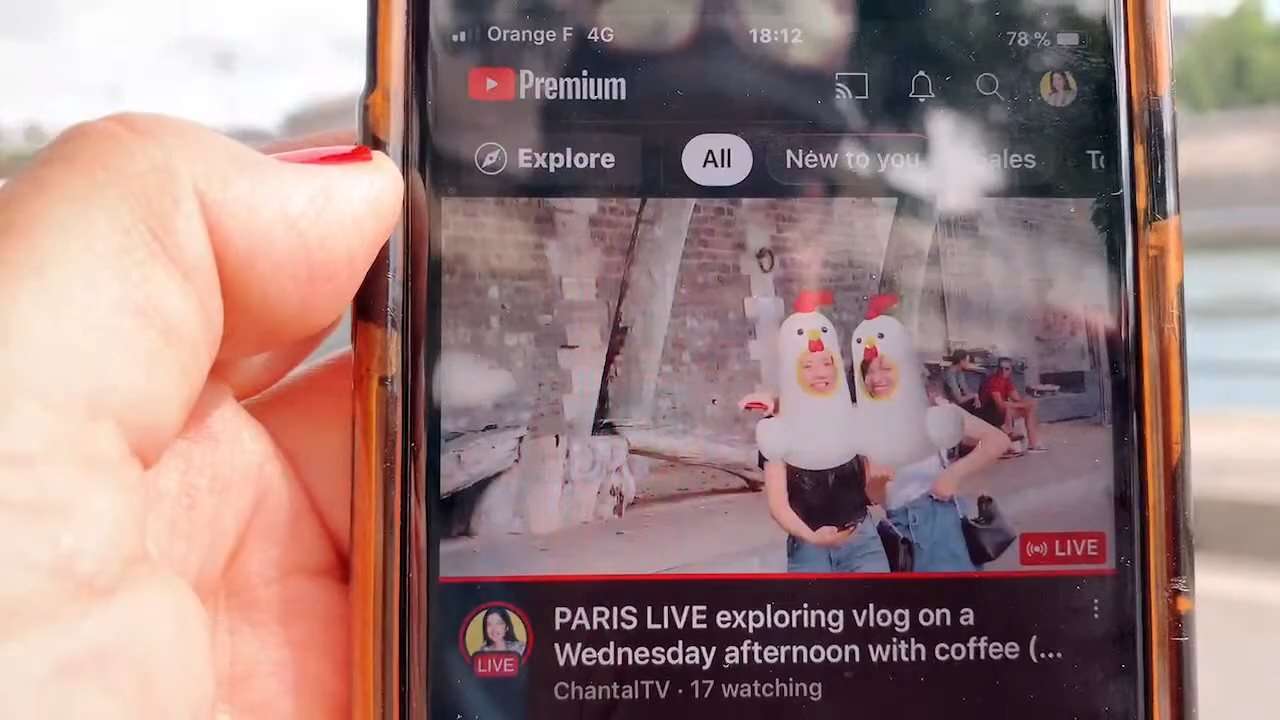 Orange F 4G 18:12 78 %
Premium
Explore All New to you
LIVE
PARIS LIVE exploring vlog on a
Wednesday afternoon with coffee (...
LIVE
ChantalTV · 17 watching